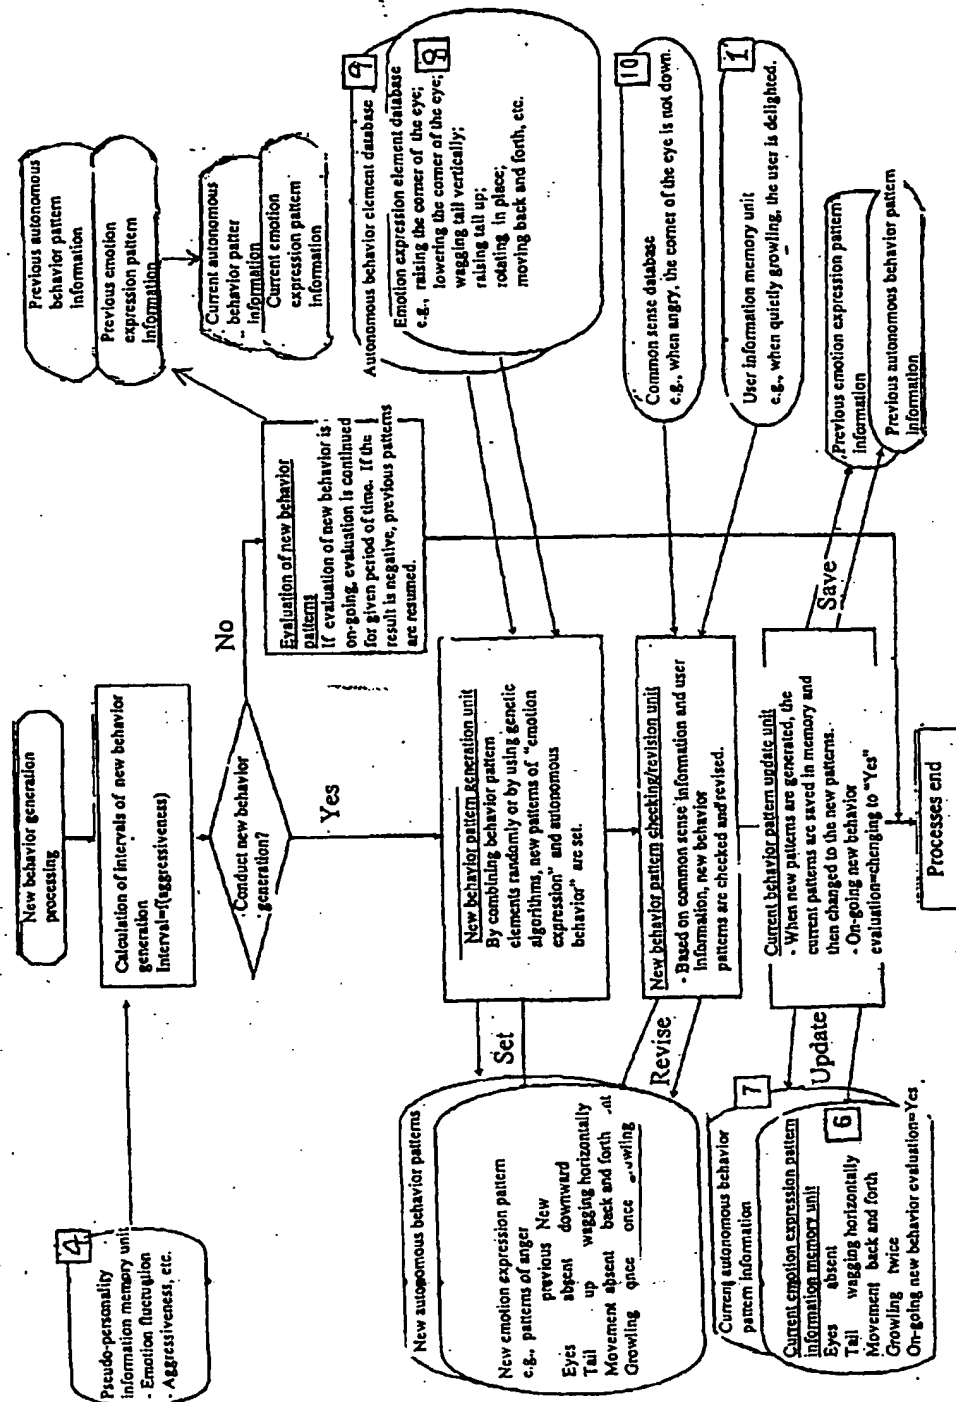 New behavior generation
processing
4
Pseudo-personality
information memory unit
- Emotion fluctuation
- Aggressiveness, etc.
Calculation of intervals of new behavior
generation
Interval=f(aggressiveness)
Conduct new behavior
generation?
No
Yes
Evaluation of new behavior
patterns
If evaluation of new behavior is
on-going, evaluation is continued
for given period of time. If the
result is negative, previous patterns
are resumed.
Previous autonomous
behavior pattern
information
Previous emotion
expression pattern
information
Current autonomous
behavior patter
information
Current emotion
expression pattern
information
New behavior pattern generation unit
By combining behavior pattern
elements randomly or by using genetic
algorithms, new patterns of "emotion
expression" and autonomous
behavior" are set.
9
Autonomous behavior element database
8
Emotion expression element database
e.g., raising the corner of the eye;
lowering the corner of the eye;
wagging tail vertically;
raising tail up;
rotating in place;
moving back and forth, etc.
Set
New autonomous behavior patterns
New emotion expression pattern
e.g., patterns of anger
previous New
Eyes absent downward
Tail up wagging horizontally
Movement absent back and forth
Growling once once
Revise
New behavior pattern checking/revision unit
- Based on common sense information and user
information, new behavior
patterns are checked and revised.
10
Common sense database
e.g., when angry, the corner of the eye is not down.
1
User information memory unit
e.g., when quietly growling, the user is delighted.
Current behavior pattern update unit
- When new patterns are generated, the
current patterns are saved in memory and
then changed to the new patterns.
- On-going new behavior
evaluation=chenging to "Yes"
Save
Previous emotion expression pattern
information
Previous autonomous behavior pattern
information
Update
7
Current autonomous behavior
pattern information
6
Current emotion expression pattern
information memory unit
Eyes absent
Tail wagging horizontally
Movement back and forth
Growling twice
On-going new behavior evaluation=Yes
Processes end